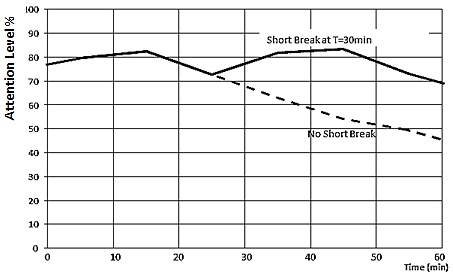 Attention Level%
100
90
80
70
60
50
40
30
20
10
0
Short Break at T=30min
No Short Break
0 10 20 30 40 50 60
Time (min)